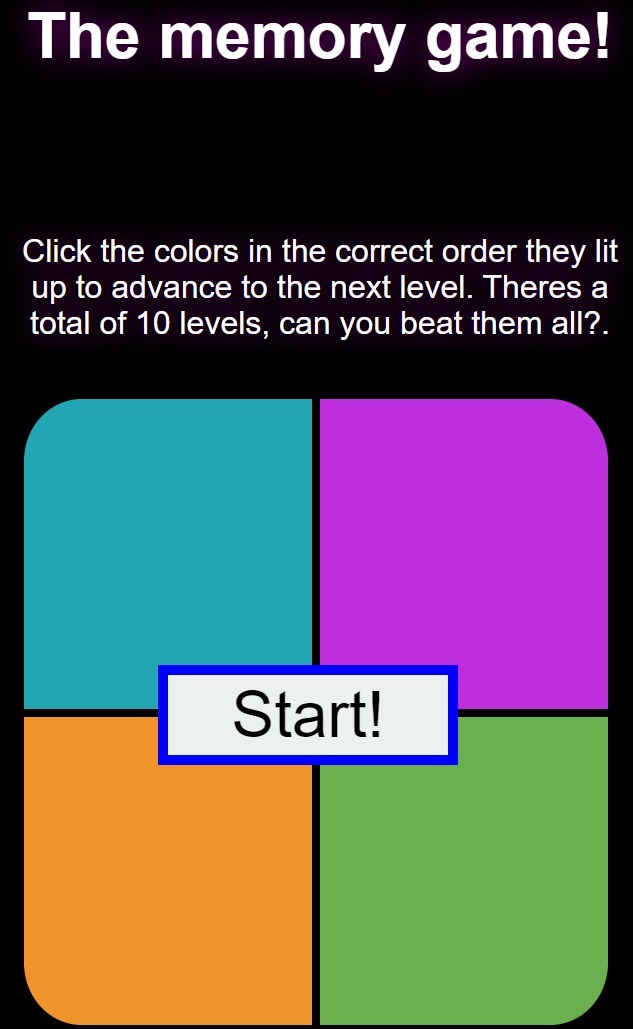 The memory game!
Click the colors in the correct order they lit
up to advance to the next level. Theres a
total of 10 levels, can you beat them all?.
Start!